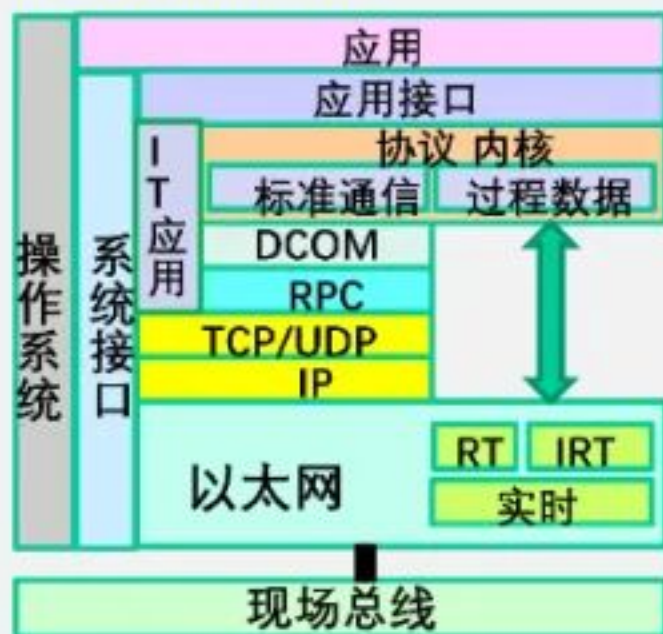 操作系统
系统接口
应用
应用接口
IT应用
协议 内核
标准通信
过程数据
DCOM
RPC
TCP/UDP
IP
以太网
RT
IRT
实时
现场总线